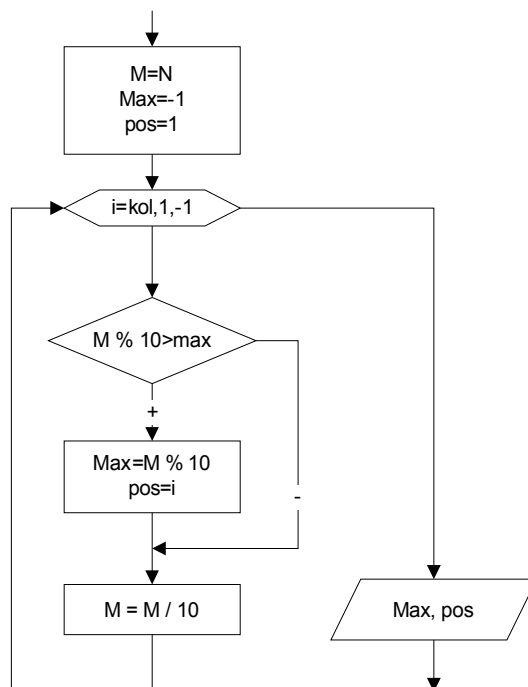 M=N
Max=-1
pos=1
i=kol,1,-1
M % 10>max
+
Max=M % 10
pos=i
-
M = M / 10
Max, pos